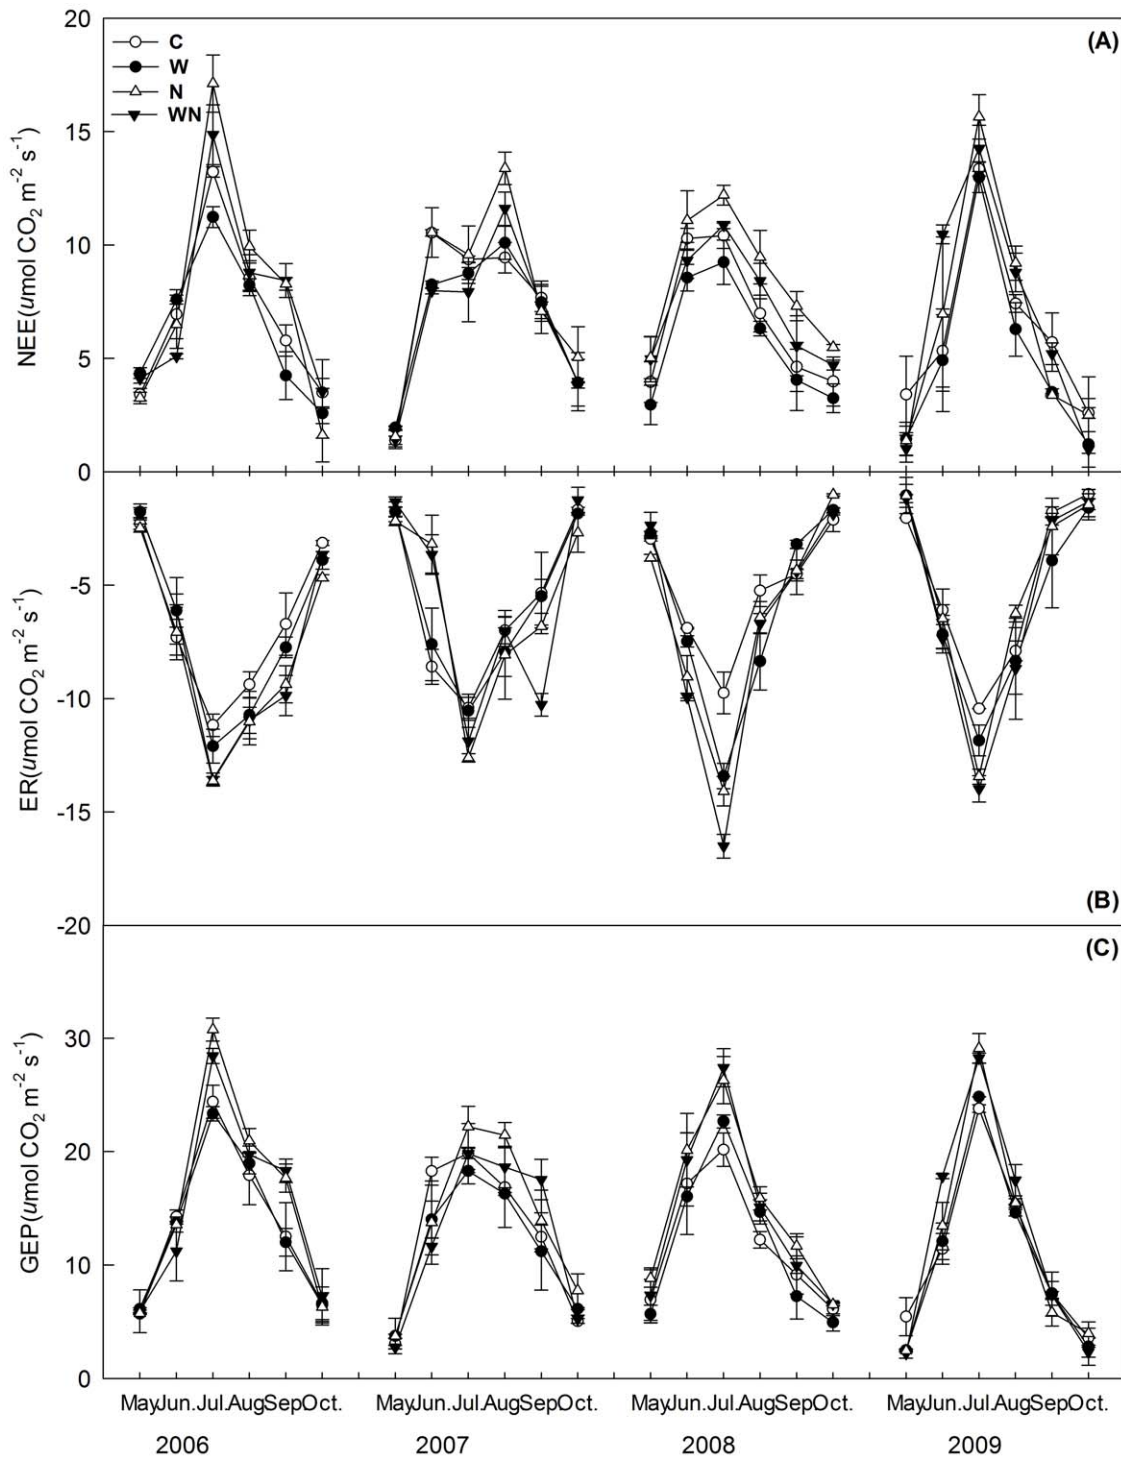 20
(A)
C
W
N
WN
15
10
5
0
NEE(umol CO₂ m⁻² s⁻¹)
-5
-10
-15
-20
ER(umol CO₂ m⁻² s⁻¹)
(B)
(C)
30
20
10
0
GEP(umol CO₂ m⁻² s⁻¹)
MayJun.Jul.AugSepOct. MayJun.Jul.AugSepOct. MayJun.Jul.AugSepOct. MayJun.Jul.AugSepOct.
2006 2007 2008 2009